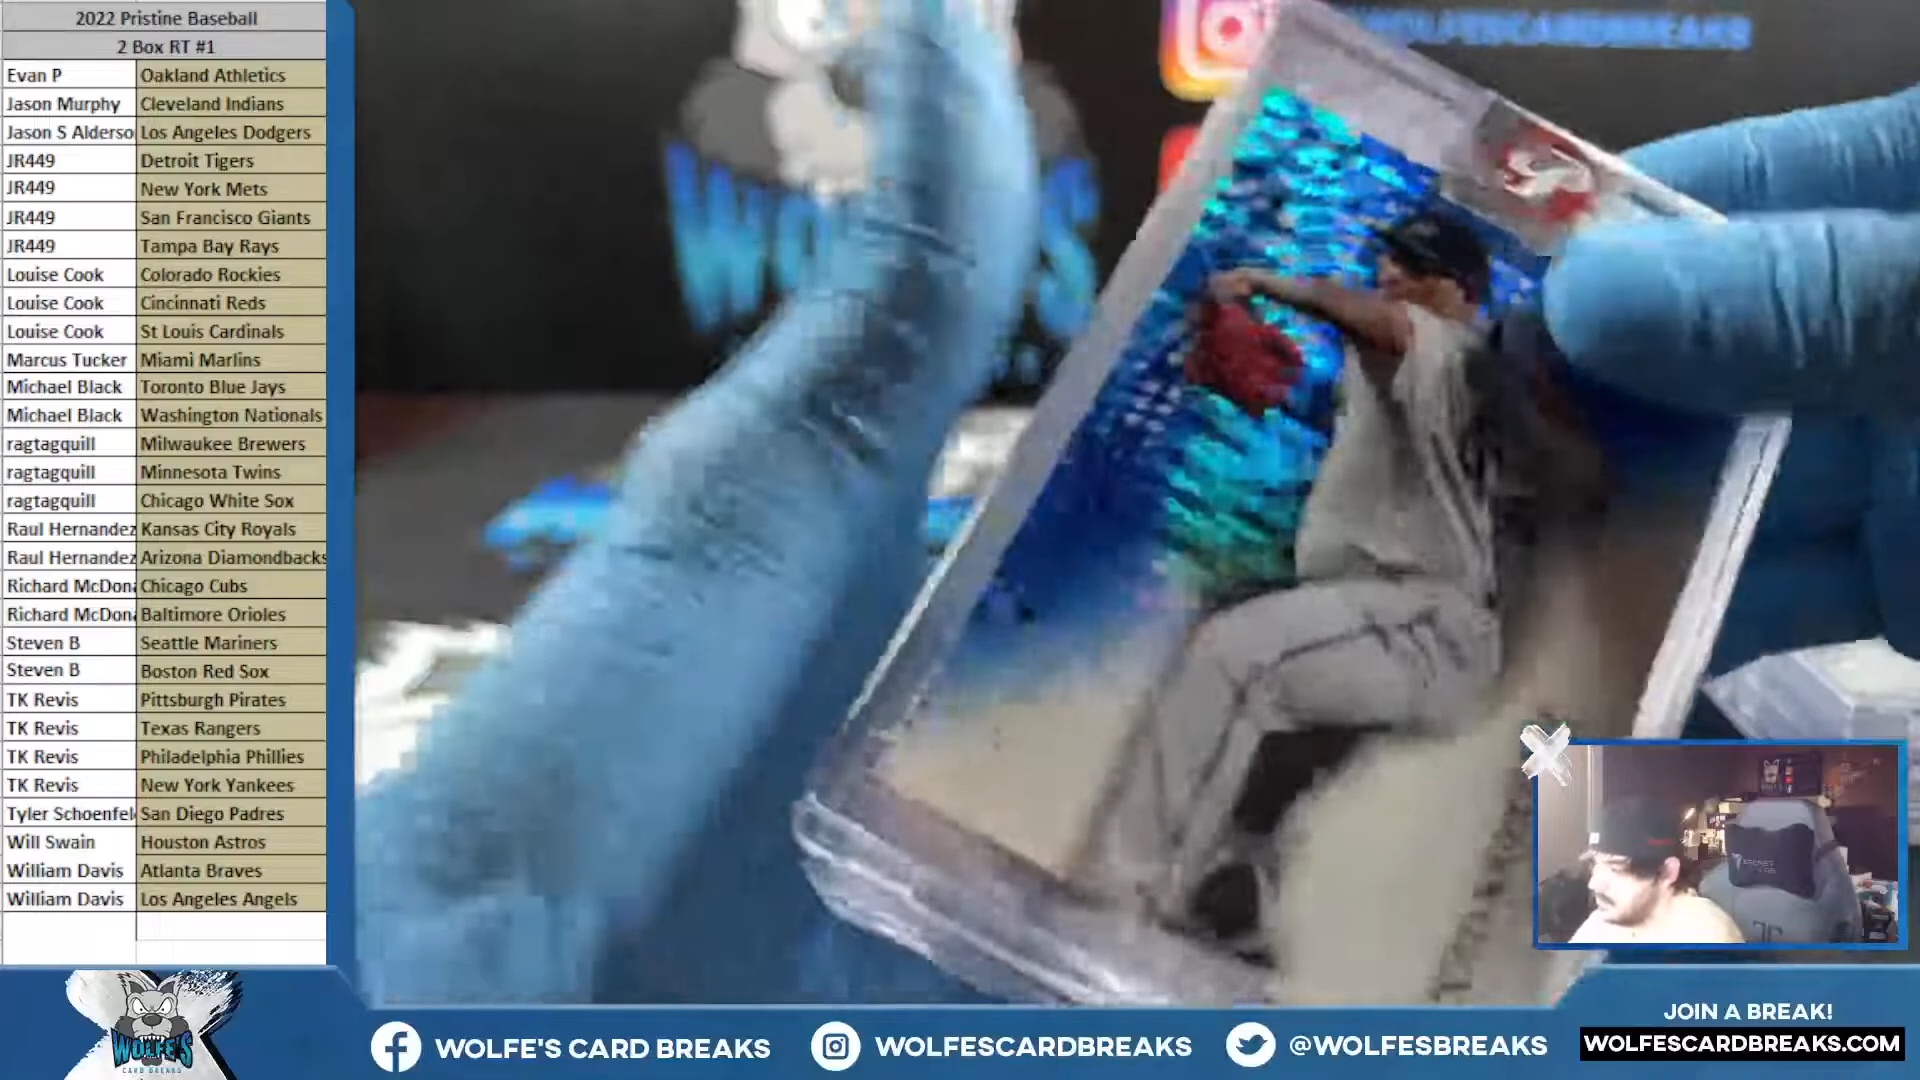 2022 Pristine Baseball
2 Box RT #1
Evan P Oakland Athletics
Jason Murphy Cleveland Indians
Jason S Alderso Los Angeles Dodgers
JR449 Detroit Tigers
JR449 New York Mets
JR449 San Francisco Giants
JR449 Tampa Bay Rays
Louise Cook Colorado Rockies
Louise Cook Cincinnati Reds
Louise Cook St Louis Cardinals
Marcus Tucker Miami Marlins
Michael Black Toronto Blue Jays
Michael Black Washington Nationals
ragtagquill Milwaukee Brewers
ragtagquill Minnesota Twins
ragtagquill Chicago White Sox
Raul Hernandez Kansas City Royals
Raul Hernandez Arizona Diamondbacks
Richard McDona Chicago Cubs
Richard McDona Baltimore Orioles
Steven B Seattle Mariners
Steven B Boston Red Sox
TK Revis Pittsburgh Pirates
TK Revis Texas Rangers
TK Revis Philadelphia Phillies
TK Revis New York Yankees
Tyler Schoenfel San Diego Padres
Will Swain Houston Astros
William Davis Atlanta Braves
William Davis Los Angeles Angels
WOLFESCARDBREAKS
WOLFE'S
CARD BREAKS
WOLFE'S CARD BREAKS
WOLFESCARDBREAKS
@WOLFESBREAKS
JOIN A BREAK!
WOLFESCARDBREAKS.COM